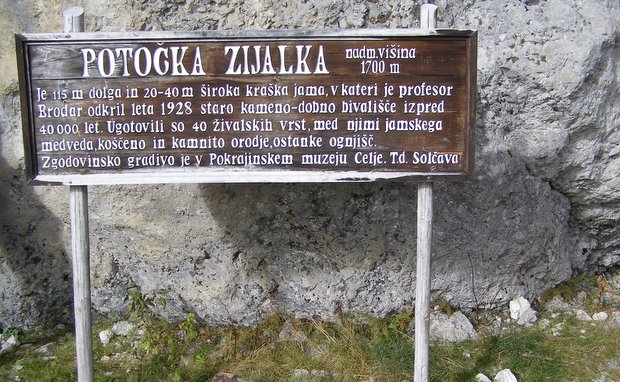 POTOČKA ZIJALKA nadm. višina
1700 m
Je 115 m dolga in 20-40 m široka kraška jama, v kateri je profesor
Brodar odkril leta 1928 staro kameno-dobno bivališče izpred
40 000 let. Ugotovili so 40 živalskih vrst, med njimi jamskega
medveda, koščeno in kamnito orodje, ostanke ognjišč.
Zgodovinsko gradivo je v Pokrajinskem muzeju Celje. T.d. Solčava